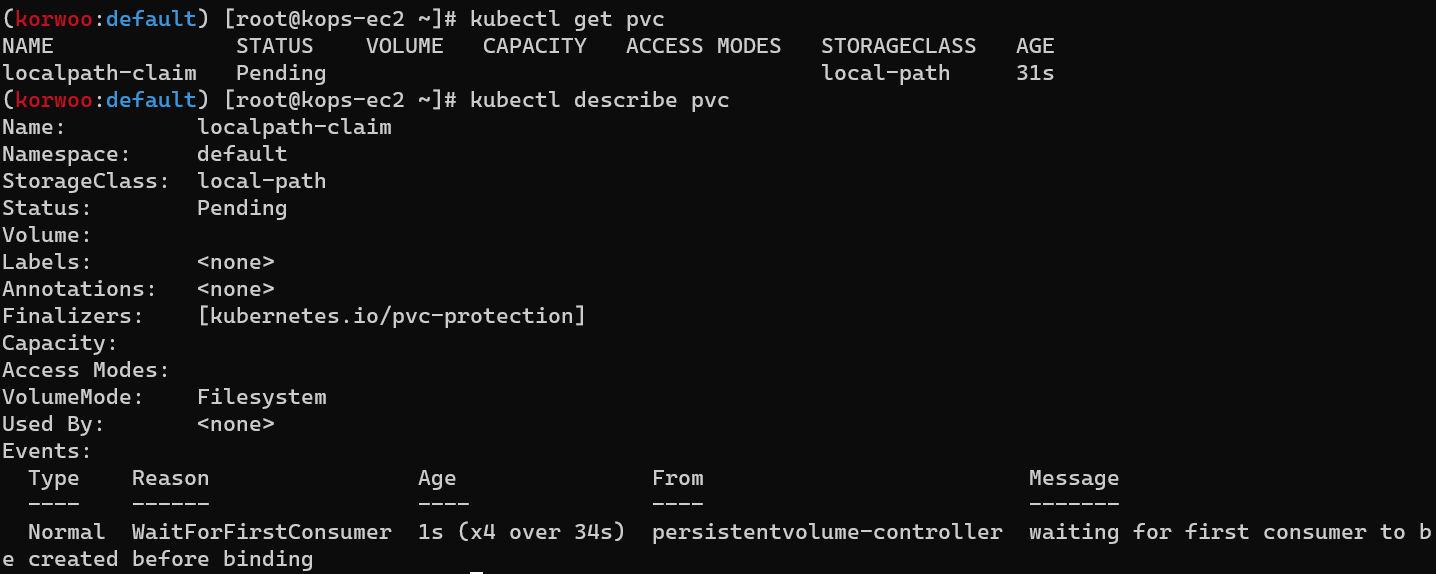 (korwoo:default) [root@kops-ec2 ~]# kubectl get pvc
NAME              STATUS    VOLUME   CAPACITY   ACCESS MODES   STORAGECLASS   AGE
localpath-claim   Pending                                      local-path     31s
(korwoo:default) [root@kops-ec2 ~]# kubectl describe pvc
Name:          localpath-claim
Namespace:     default
StorageClass:  local-path
Status:        Pending
Volume:
Labels:        <none>
Annotations:   <none>
Finalizers:    [kubernetes.io/pvc-protection]
Capacity:
Access Modes:
VolumeMode:    Filesystem
Used By:       <none>
Events:
  Type    Reason                Age               From                         Message
  ----    ------                ----              ----                         -------
  Normal  WaitForFirstConsumer  1s (x4 over 34s)  persistentvolume-controller  waiting for first consumer to b
e created before binding